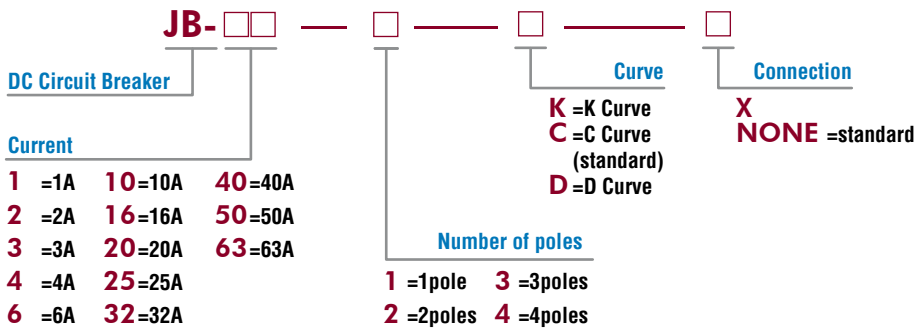 JB-□□ — □ — □ — □
DC Circuit Breaker
Curve
Connection
K =K Curve
C =C Curve
(standard)
D =D Curve
X
NONE =standard
Current
1 =1A 10=10A 40=40A
2 =2A 16=16A 50=50A
3 =3A 20=20A 63=63A
4 =4A 25=25A
6 =6A 32=32A
Number of poles
1 =1pole 3 =3poles
2 =2poles 4 =4poles